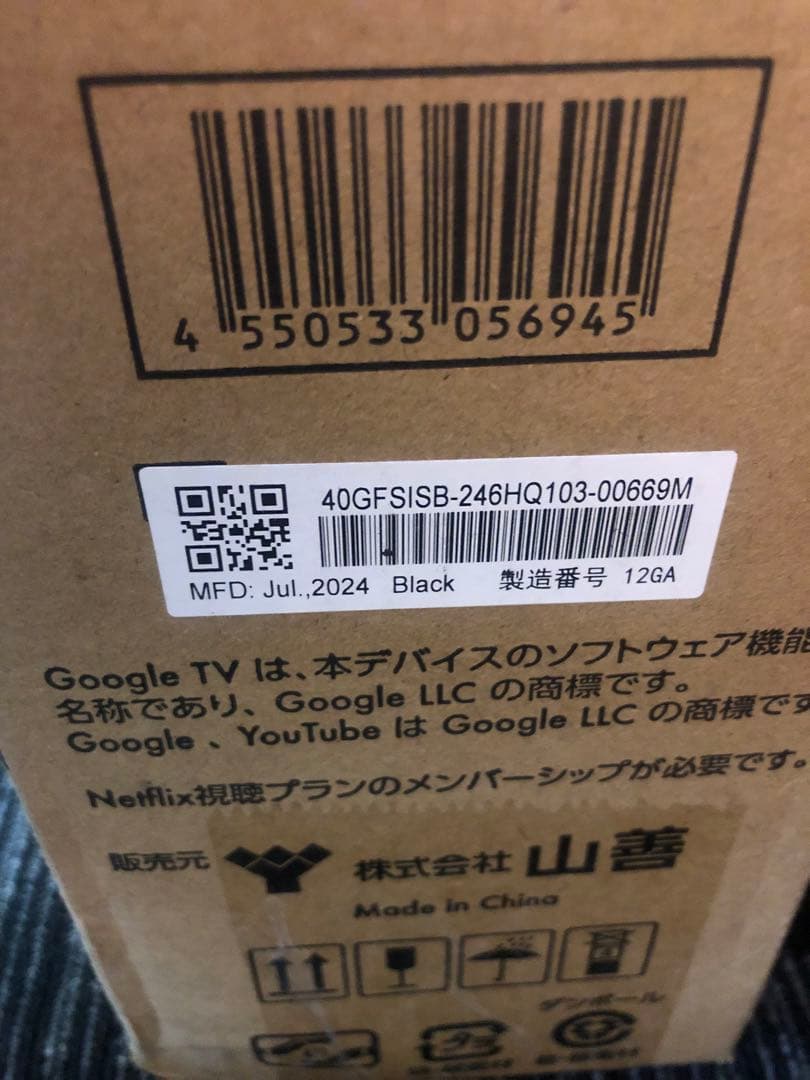 4 550533 056945
40GFSISB-246HQ103-00669M
MFD: Jul.,2024 Black 製造番号 12GA
Google TV は、本デバイスのソフトウェア機能
名称であり、Google LLC の商標です。
Google 、YouTube は Google LLC の商標です
Netflix視聴プランのメンバーシップが必要です。
販売元 株式会社 山善
Made in China
ダンボール